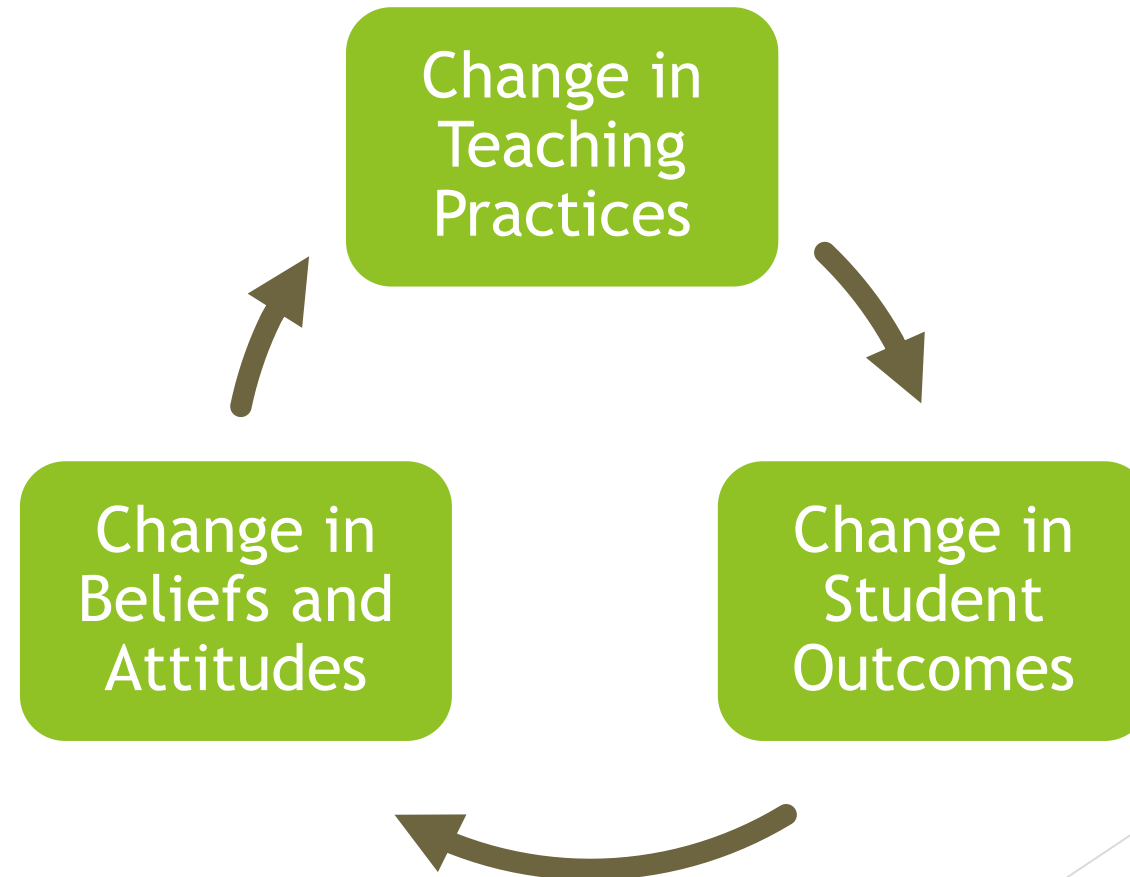 Change in
Teaching
Practices
Change in
Beliefs and
Attitudes
Change in
Student
Outcomes